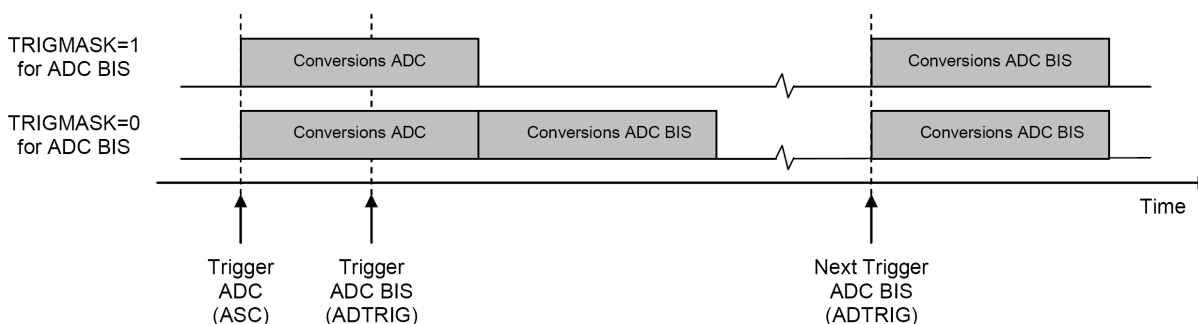 TRIGMASK=1
for ADC BIS
Conversions ADC
Conversions ADC BIS
TRIGMASK=0
for ADC BIS
Conversions ADC
Conversions ADC BIS
Conversions ADC BIS
Time
Trigger
ADC
(ASC)
Trigger
ADC BIS
(ADTRIG)
Next Trigger
ADC BIS
(ADTRIG)